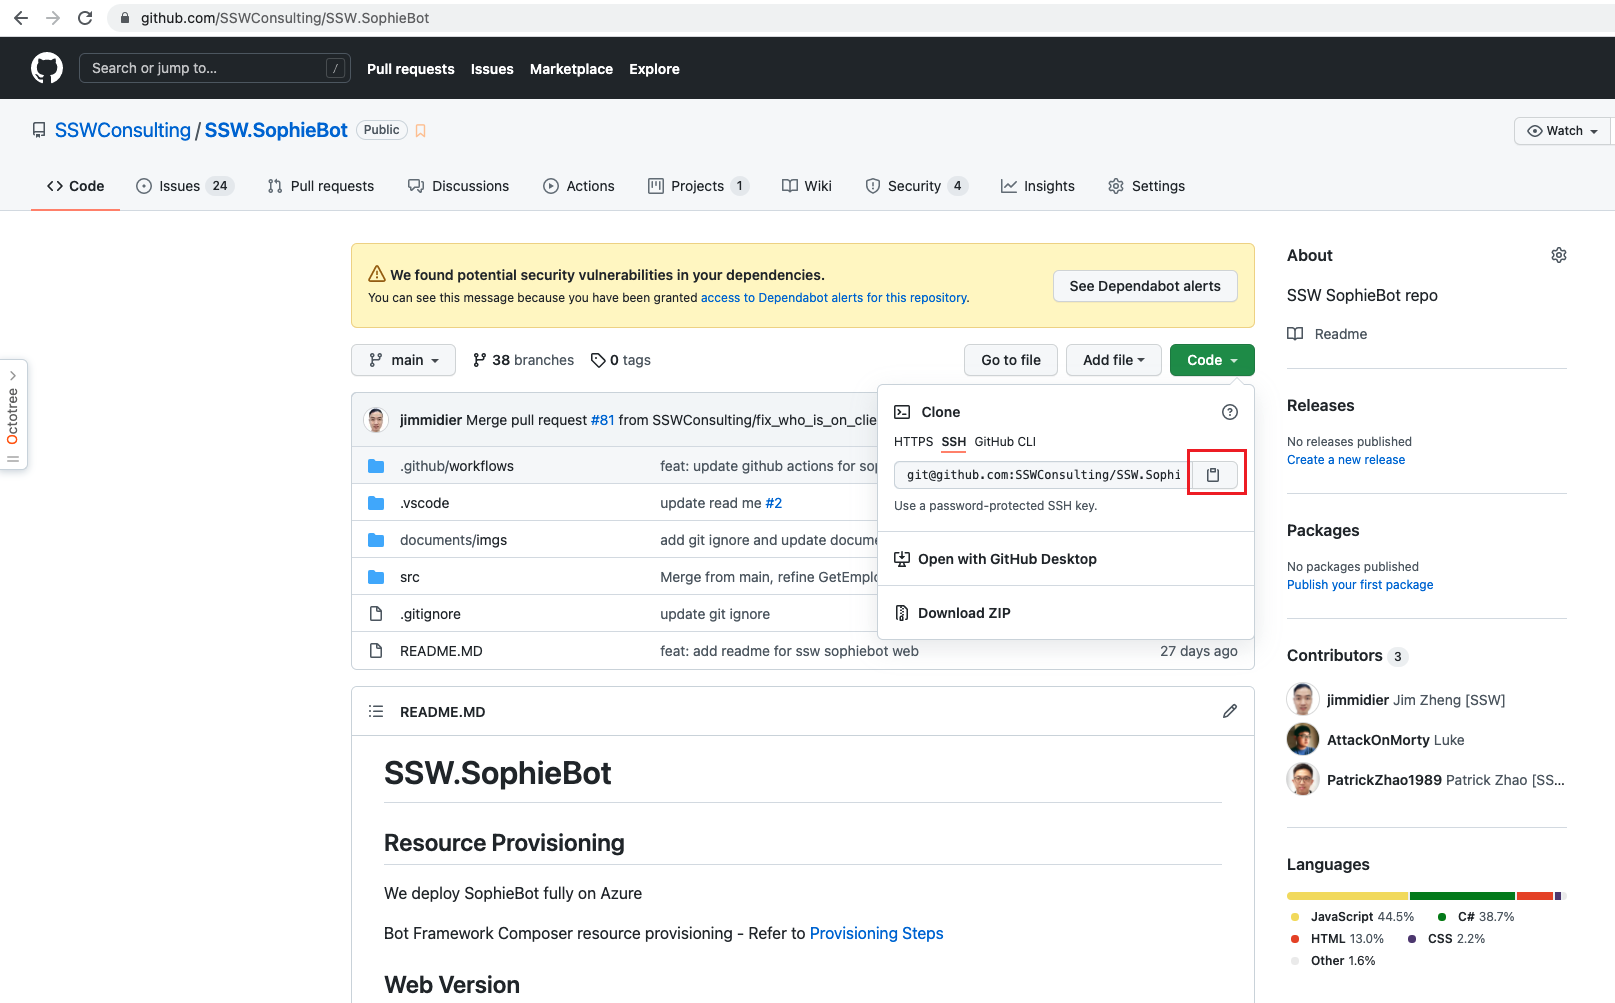 github.com/SSWConsulting/SSW.SophieBot
Search or jump to... /
Pull requests Issues Marketplace Explore
SSWConsulting / SSW.SophieBot Public
Watch
Code Issues 24 Pull requests Discussions Actions Projects 1 Wiki Security 4 Insights Settings
We found potential security vulnerabilities in your dependencies.
You can see this message because you have been granted access to Dependabot alerts for this repository.
See Dependabot alerts
main 38 branches 0 tags
Go to file Add file Code
jimmidier Merge pull request #81 from SSWConsulting/fix_who_is_on_clie
.github/workflows feat: update github actions for sop
.vscode update read me #2
documents/imgs add git ignore and update docume
src Merge from main, refine GetEmplo
.gitignore update git ignore
README.MD feat: add readme for ssw sophiebot web 27 days ago
Clone
HTTPS SSH GitHub CLI
git@github.com:SSWConsulting/SSW.Sophi
Use a password-protected SSH key.
Open with GitHub Desktop
Download ZIP
README.MD
SSW.SophieBot
Resource Provisioning
We deploy SophieBot fully on Azure
Bot Framework Composer resource provisioning - Refer to Provisioning Steps
Web Version
Octotree
About
SSW SophieBot repo
Readme
Releases
No releases published
Create a new release
Packages
No packages published
Publish your first package
Contributors 3
jimmidier Jim Zheng [SSW]
AttackOnMorty Luke
PatrickZhao1989 Patrick Zhao [SS...
Languages
JavaScript 44.5% C# 38.7%
HTML 13.0% CSS 2.2%
Other 1.6%